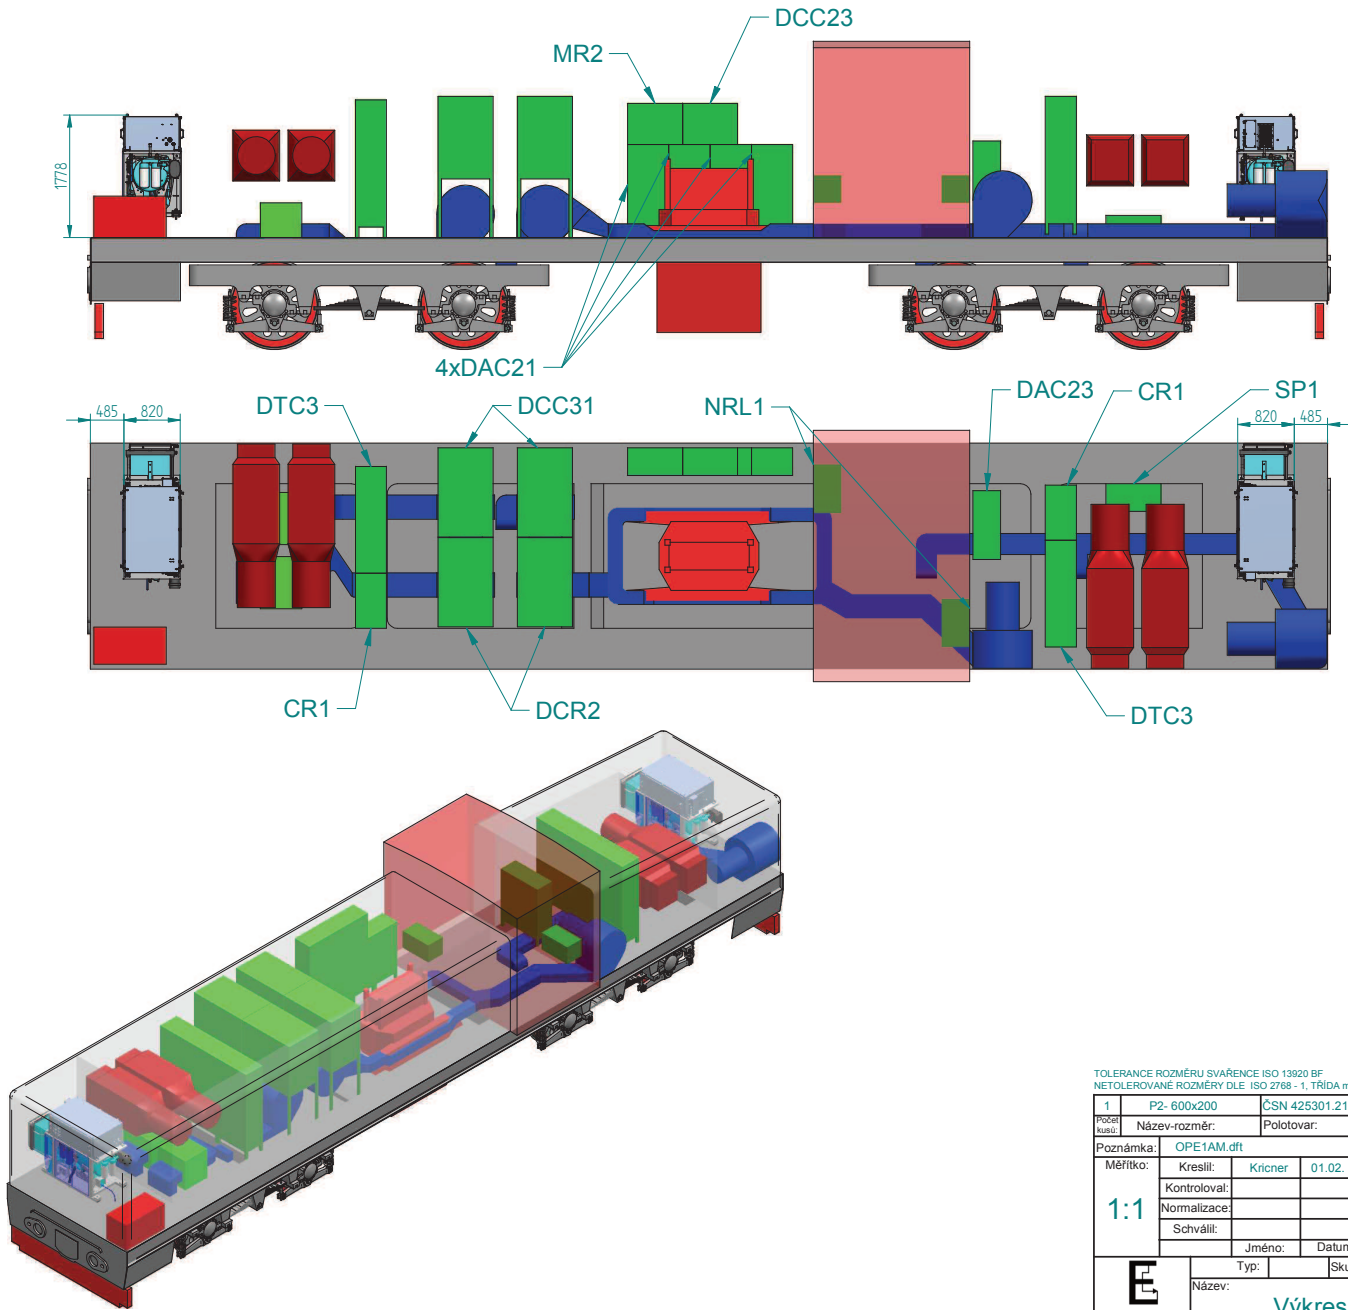 DCC23
MR2
1778
4xDAC21
485 820
DTC3
DCC31
NRL1
DAC23
CR1
SP1
820 485
CR1
DCR2
DTC3
TOLERANCE ROZMĚRU SVAŘENCE ISO 13920 BF
NETOLEROVANÉ ROZMĚRY DLE ISO 2768 - 1, TŘÍDA m
1 P2- 600x200 ČSN 425301.21
Počet kusů: Název-rozměr: Polotovar:
Poznámka: OPE1AM.dft
Měřítko: Kreslil: Kricner 01.02.
Kontroloval:
1:1 Normalizace:
Schválil:
Jméno: Datum
Typ: Sku
Název:
Výkres